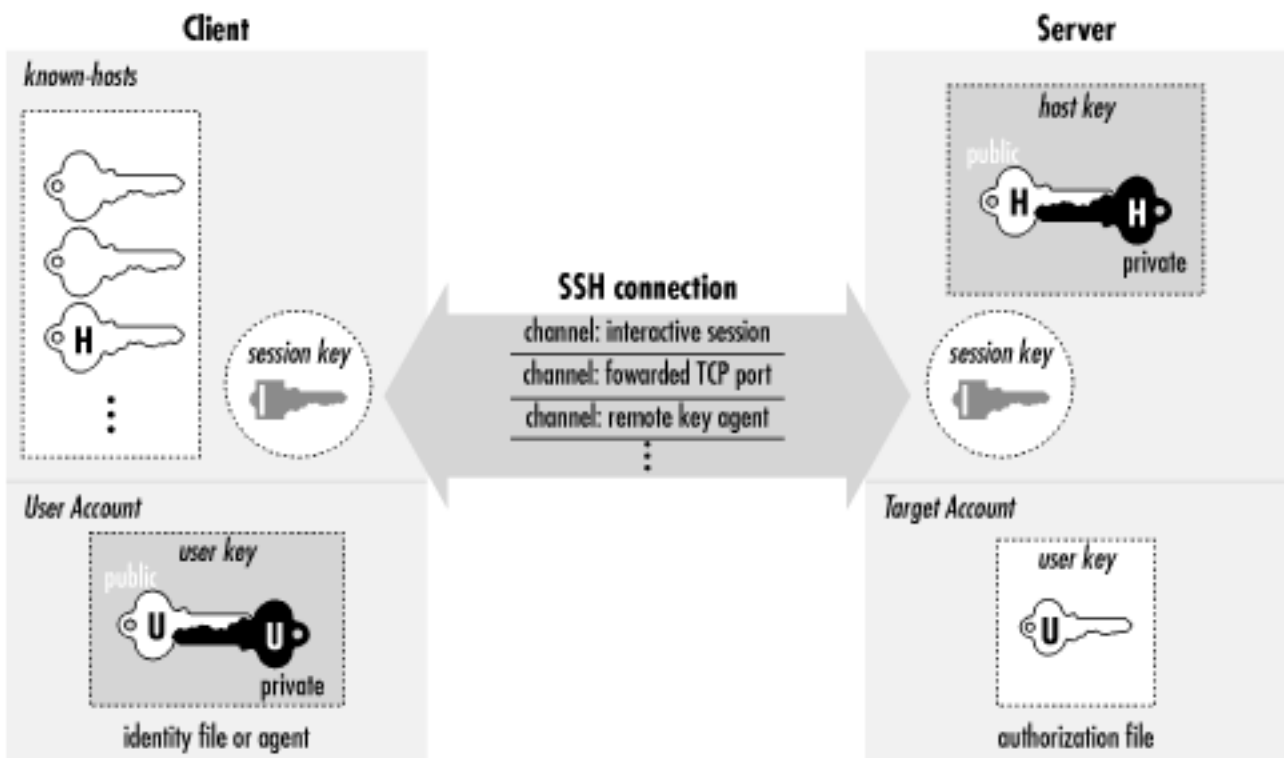 Client
known-hosts
H
session key
User Account
user key
public
U
U
private
identity file or agent
SSH connection
channel: interactive session
channel: fowarded TCP port
channel: remote key agent
Server
host key
public
H
H
private
session key
Target Account
user key
U
authorization file